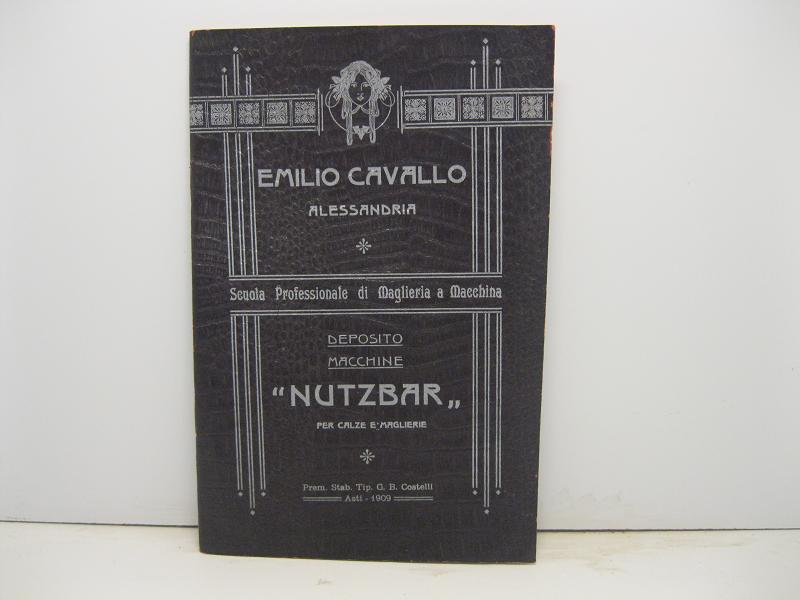 EMILIO CAVALLO
ALESSANDRIA
Scuola Professionale di Maglieria a Macchina
DEPOSITO
MACCHINE
“NUTZBAR„
PER CALZE E MAGLIERIE
Prem. Stab. Tip. G. B. Costelli
Asti - 1909